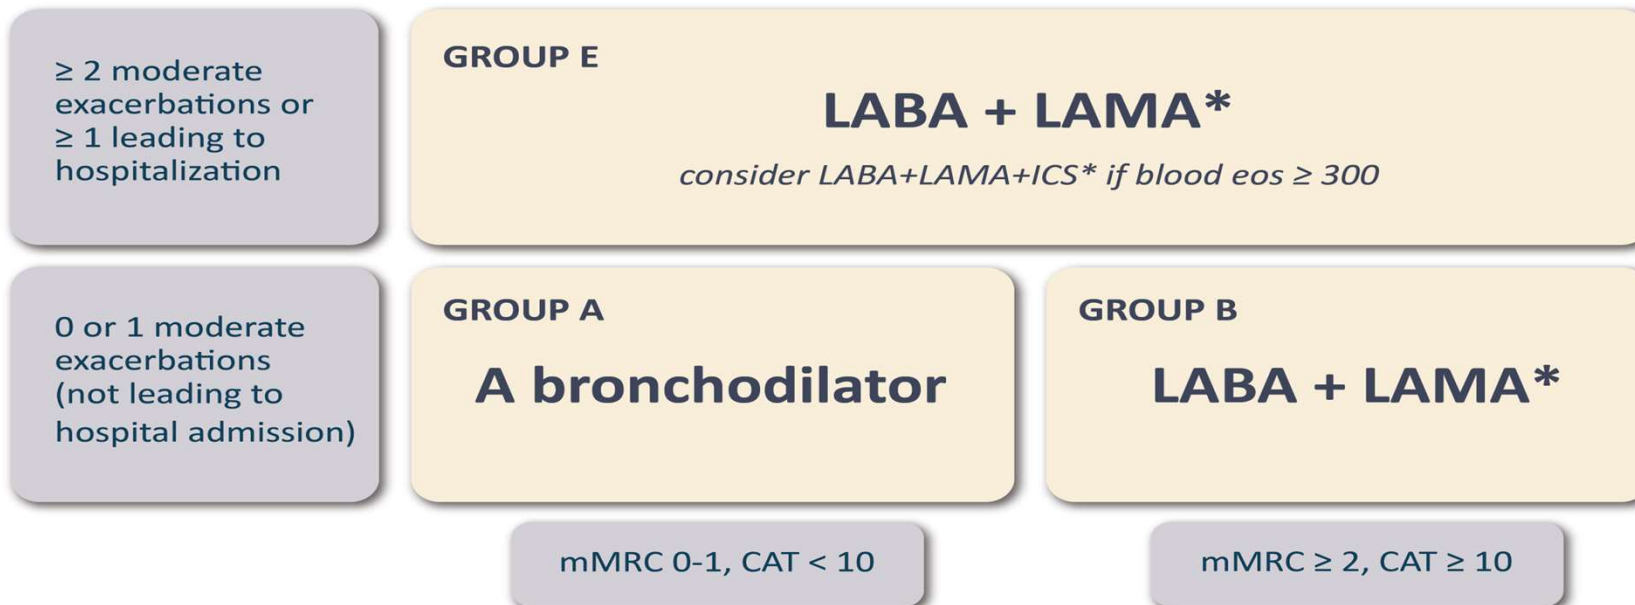 ≥ 2 moderate
exacerbations or
≥ 1 leading to
hospitalization
GROUP E
LABA + LAMA*
consider LABA+LAMA+ICS* if blood eos ≥ 300
0 or 1 moderate
exacerbations
(not leading to
hospital admission)
GROUP A
A bronchodilator
GROUP B
LABA + LAMA*
mMRC 0-1, CAT < 10
mMRC ≥ 2, CAT ≥ 10